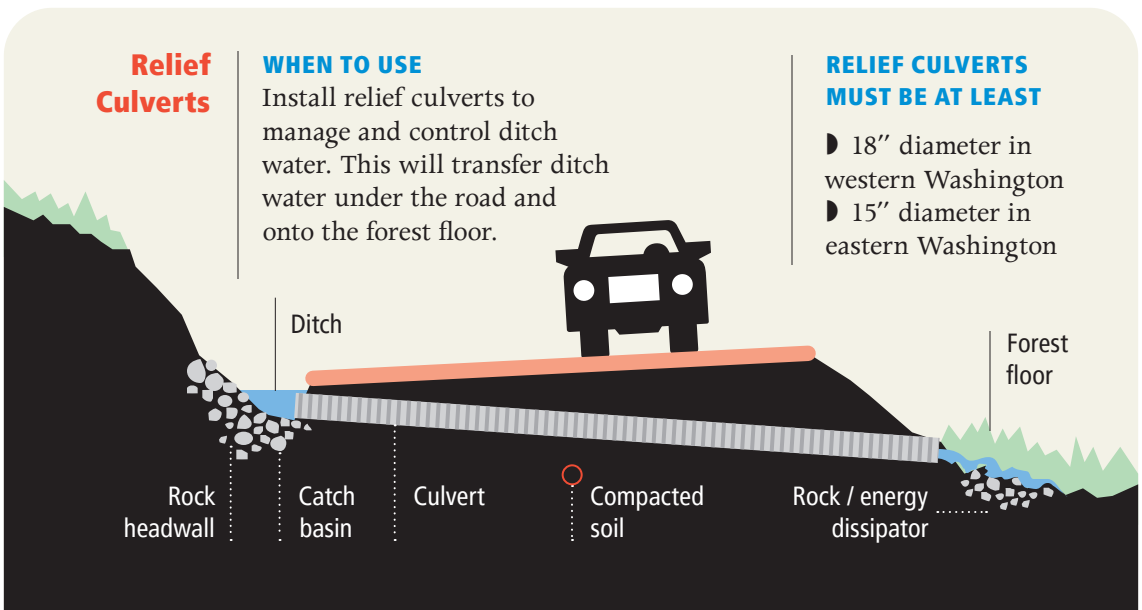 Relief
Culverts
WHEN TO USE
Install relief culverts to
manage and control ditch
water. This will transfer ditch
water under the road and
onto the forest floor.
RELIEF CULVERTS
MUST BE AT LEAST
◗ 18″ diameter in
western Washington
◗ 15″ diameter in
eastern Washington
Ditch
Forest
floor
Rock
headwall
Catch
basin
Culvert
Compacted
soil
Rock / energy
dissipator